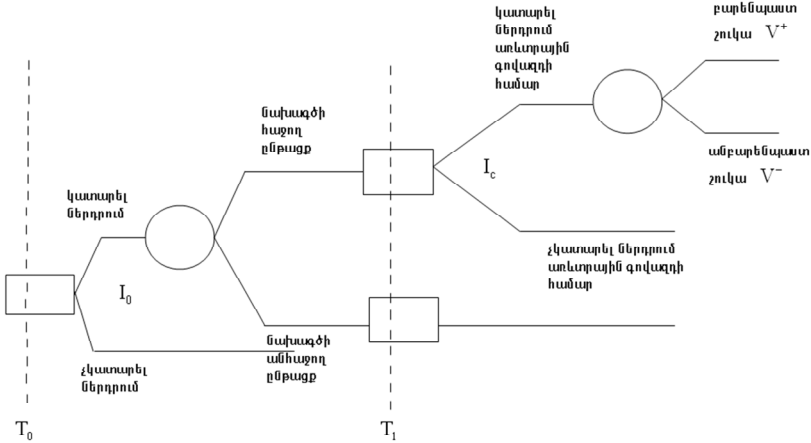 կատարել
ներդրում
առևտրային
գովազդի
համար
բարենպաստ
շուկա V⁺
նախագծի
հաջող
ընթացք
I_c
անբարենպաստ
շուկա V⁻
կատարել
ներդրում
I₀
չկատարել ներդրում
առևտրային գովազդի
համար
չկատարել
ներդրում
նախագծի
անհաջող
ընթացք
T₀
T₁